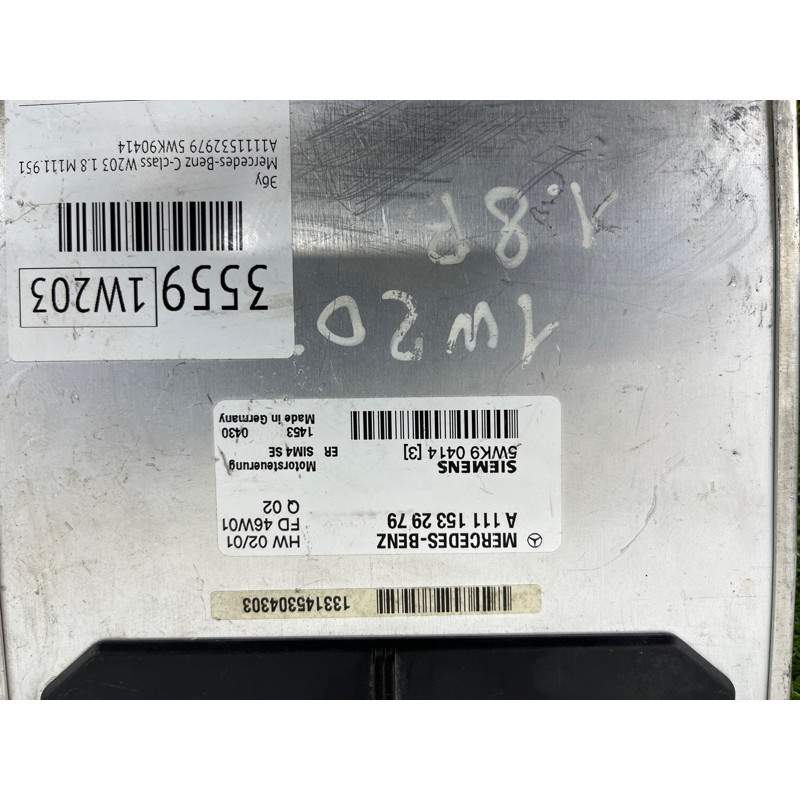 133145304303
MERCEDES-BENZ
A 111 153 29 79
HW 02/01
FD 46W01
Q 02
SIEMENS
5WK9 0414 [3]
Motorsteuerung
ER SIM4 SE
1453 0430
Made in Germany
1W20
1.8
3559 1W203
36y
Mercedes-Benz C-class W203 1.8 M111.951
A1111532979 5WK90414